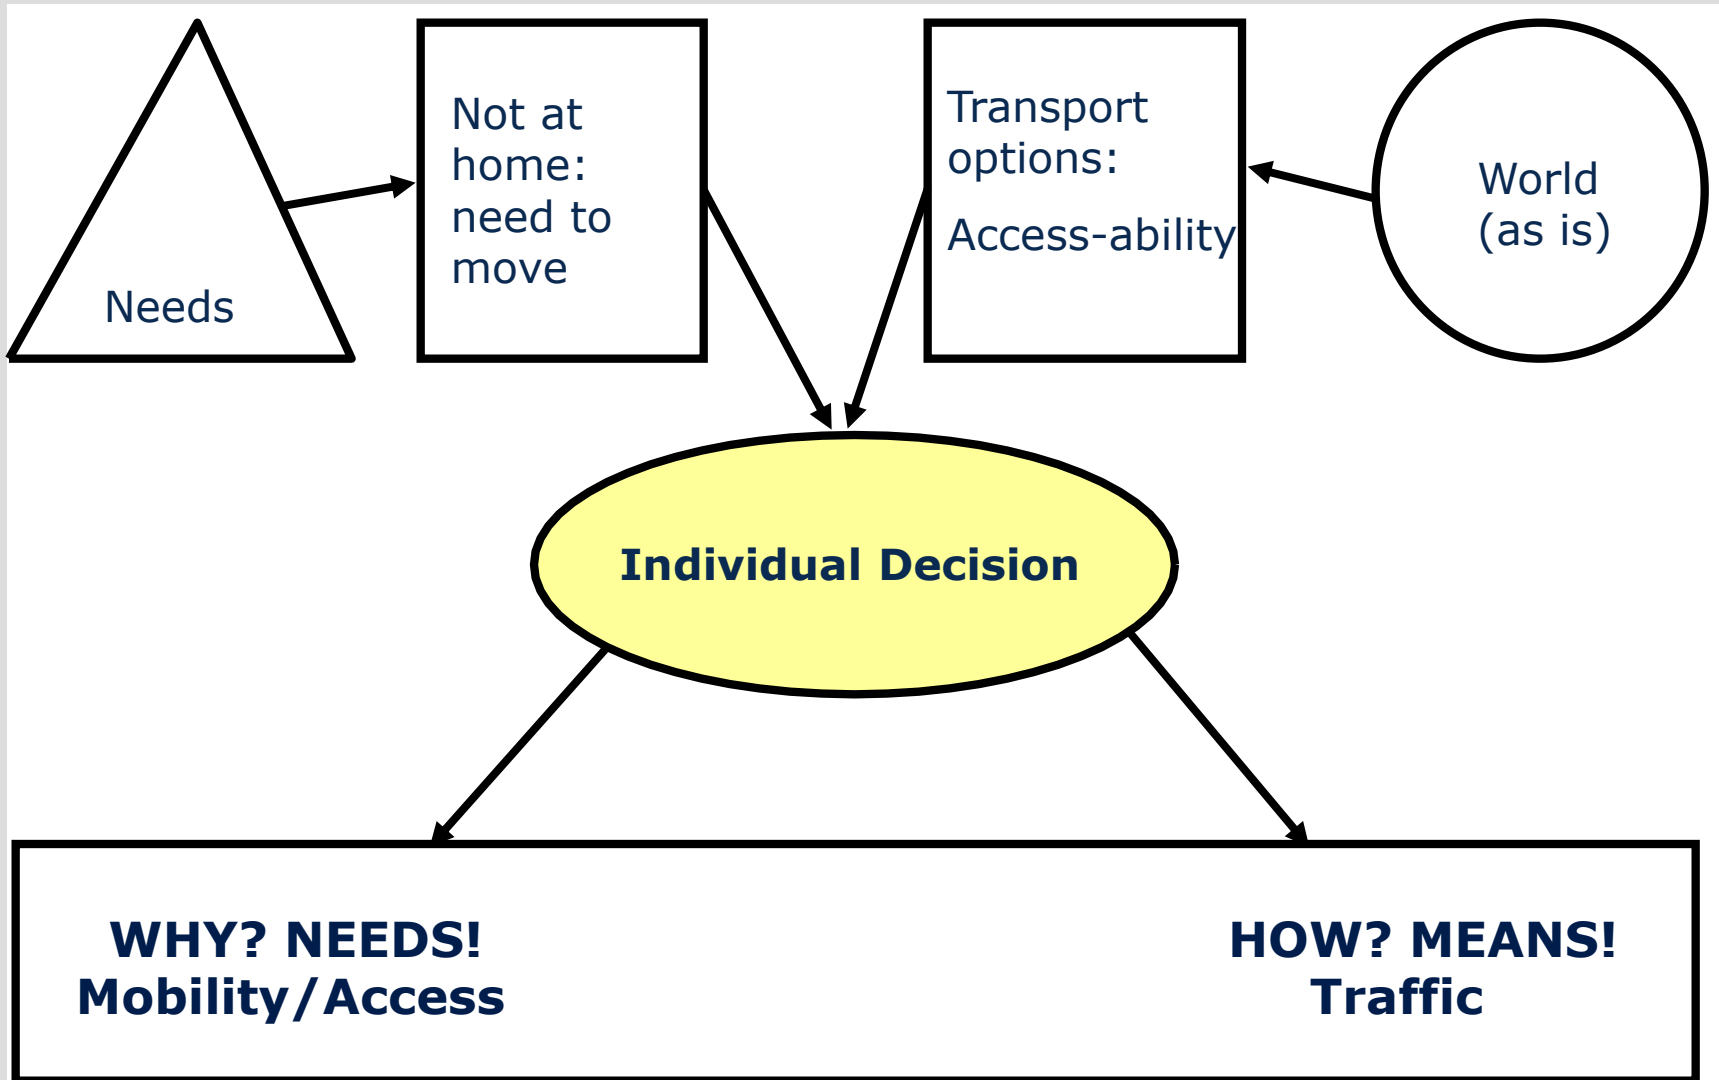 Needs
Not at
home:
need to
move
Transport
options:
Access-ability
World
(as is)
Individual Decision
WHY? NEEDS!
Mobility/Access
HOW? MEANS!
Traffic